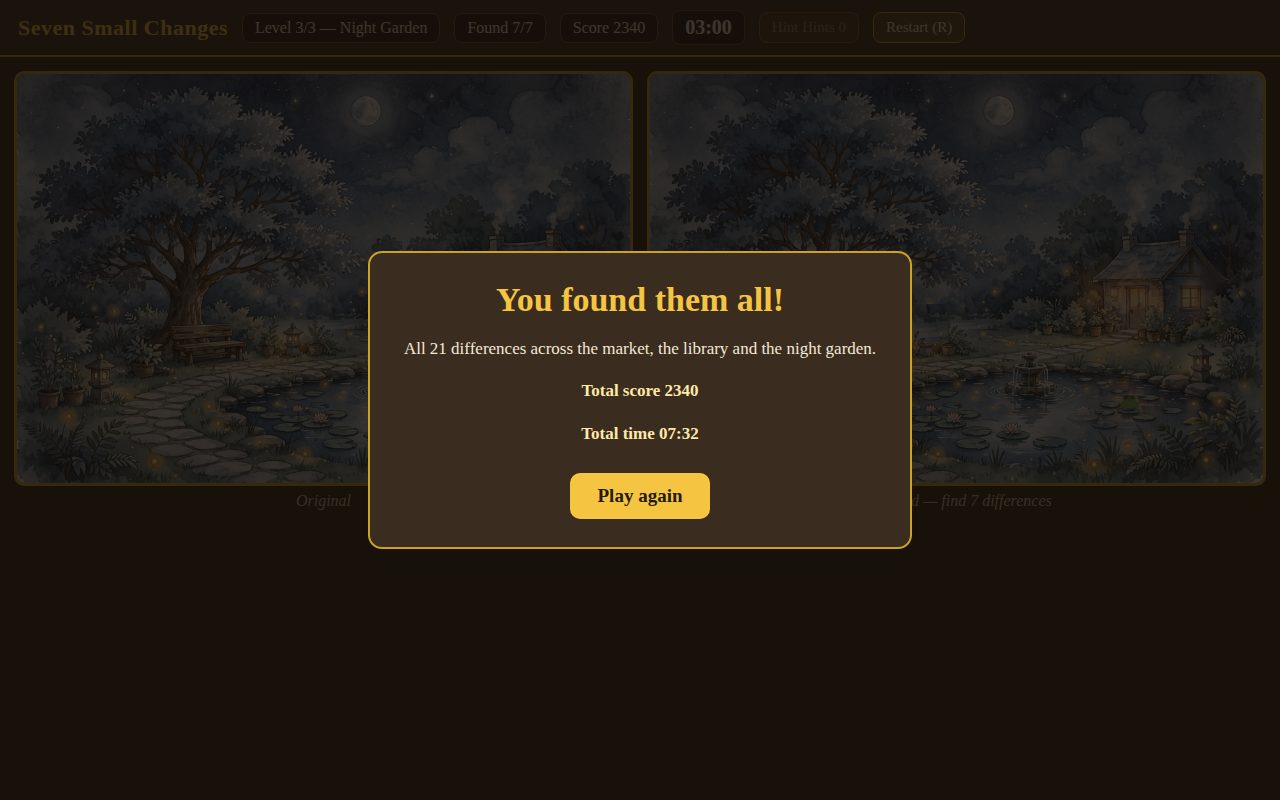 Seven Small Changes
Level 3/3 — Night Garden
Found 7/7
Score 2340
03:00
Hint Hints 0
Restart (R)
You found them all!
All 21 differences across the market, the library and the night garden.
Total score 2340
Total time 07:32
Play again
Original
— find 7 differences